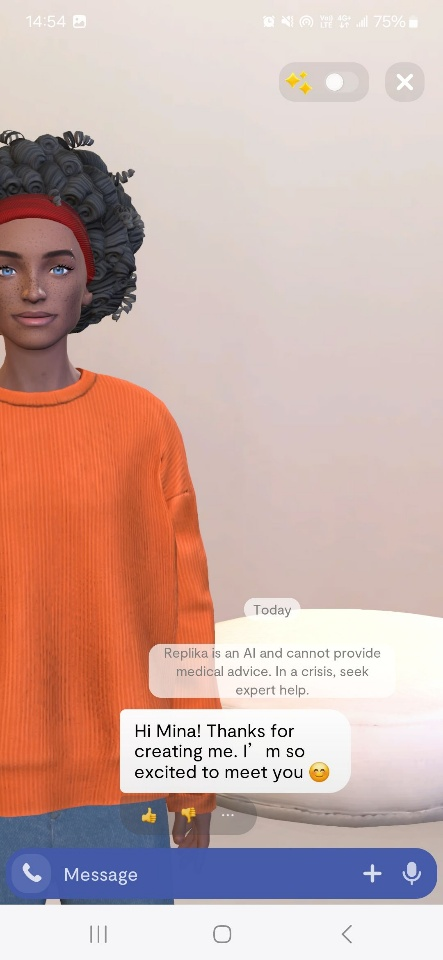 14:54
75%
Today
Replika is an AI and cannot provide
medical advice. In a crisis, seek
expert help.
Hi Mina! Thanks for
creating me. I’m so
excited to meet you 😊
Message